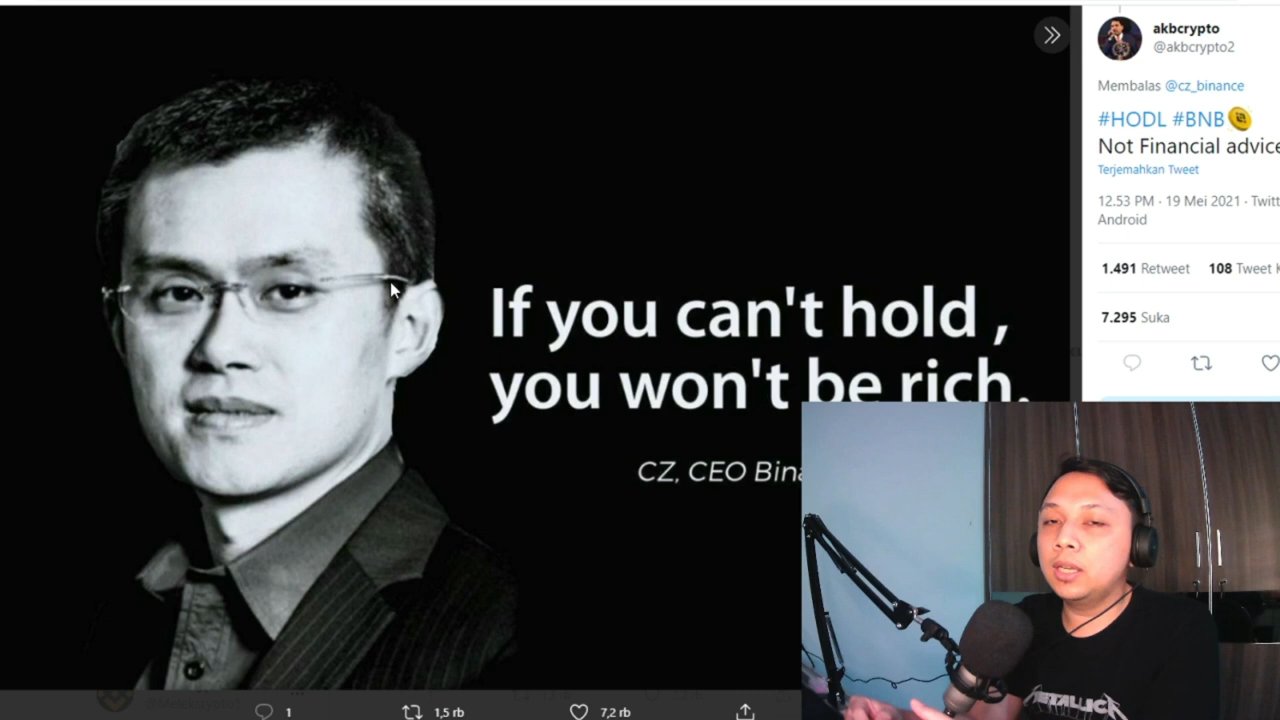 If you can't hold ,
you won't be rich.
CZ, CEO
1
1,5 rb
7,2 rb
akbcrypto
@akbcrypto2
Membalas @cz_binance
#HODL #BNB
Not Financial advice
Terjemahkan Tweet
12.53 PM · 19 Mei 2021 ·
Android
1.491 Retweet 108 Tweet
7.295 Suka
METALLICA